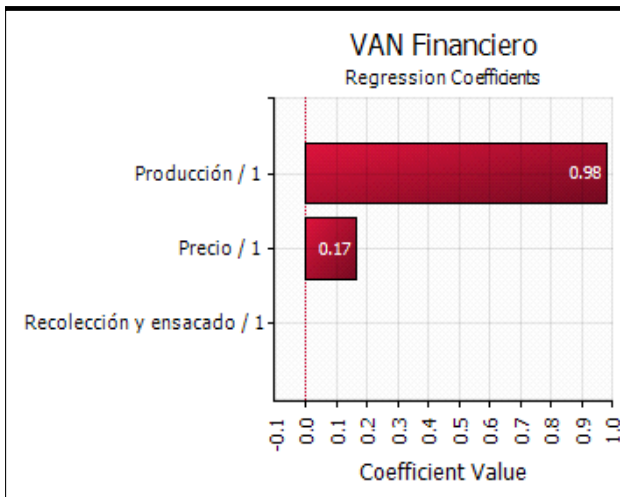 VAN Financiero
Regression Coefficients
Producción / 1
0.98
Precio / 1
0.17
Recolección y ensacado / 1
-0.1
0.0
0.1
0.2
0.3
0.4
0.5
0.6
0.7
0.8
0.9
1.0
Coefficient Value